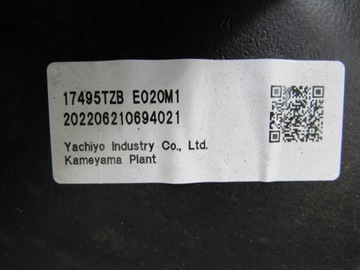 17495TZB E020M1
202206210694021
Yachiyo Industry Co., Ltd.
Kameyama Plant